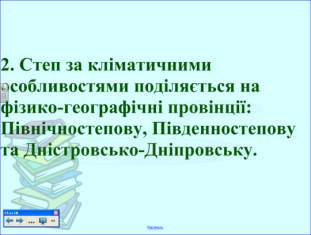 2. Степ за кліматичними
особливостями поділяється на
фізико-географічні провінції:
Північностепову, Південностепову
та Дністровсько-Дніпровську.